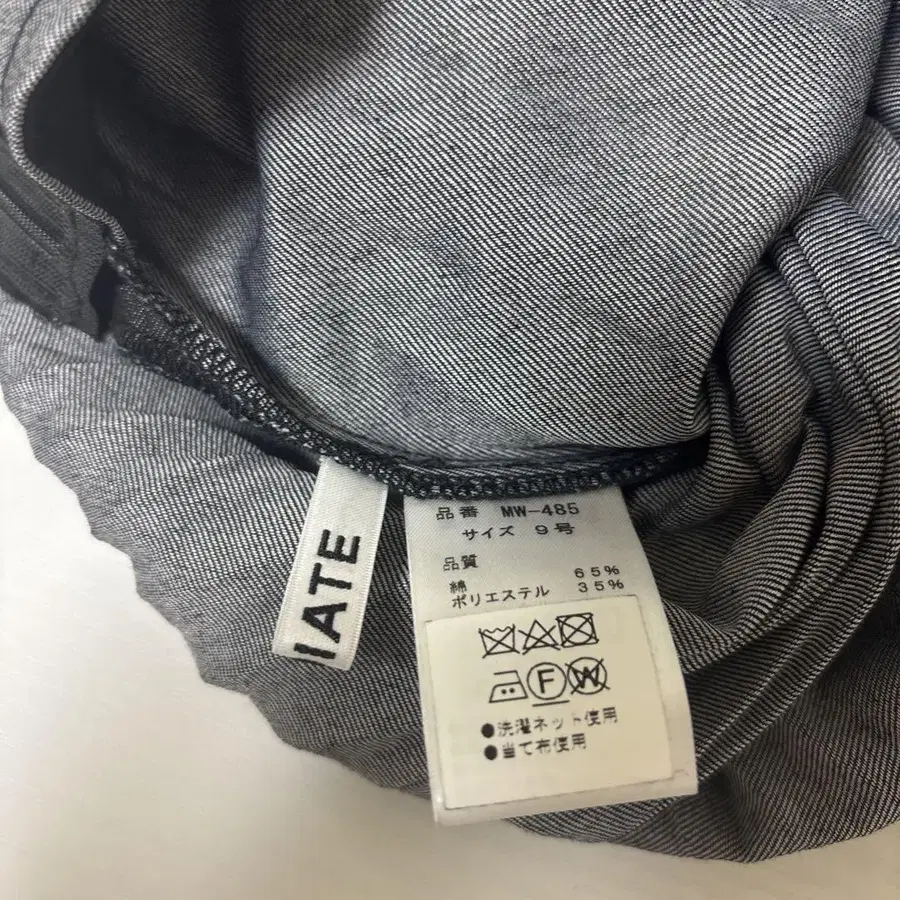 IATE
品番 MW-485
サイズ 9号
品質
綿 65%
ポリエステル 35%
F W
●洗濯ネット使用
●当て布使用